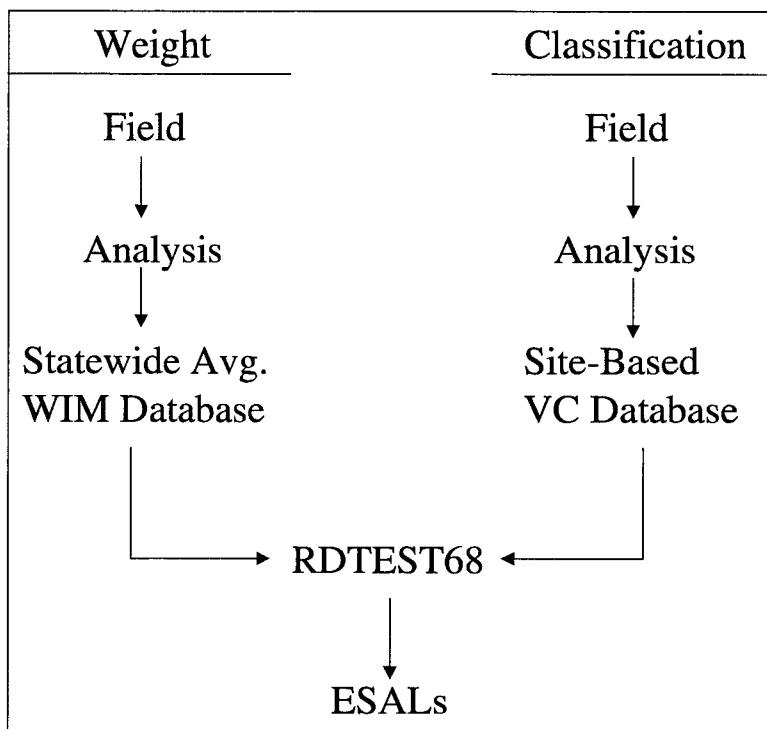 Weight
Classification
Field
Field
Analysis
Analysis
Statewide Avg.
WIM Database
Site-Based
VC Database
RDTEST68
ESALs